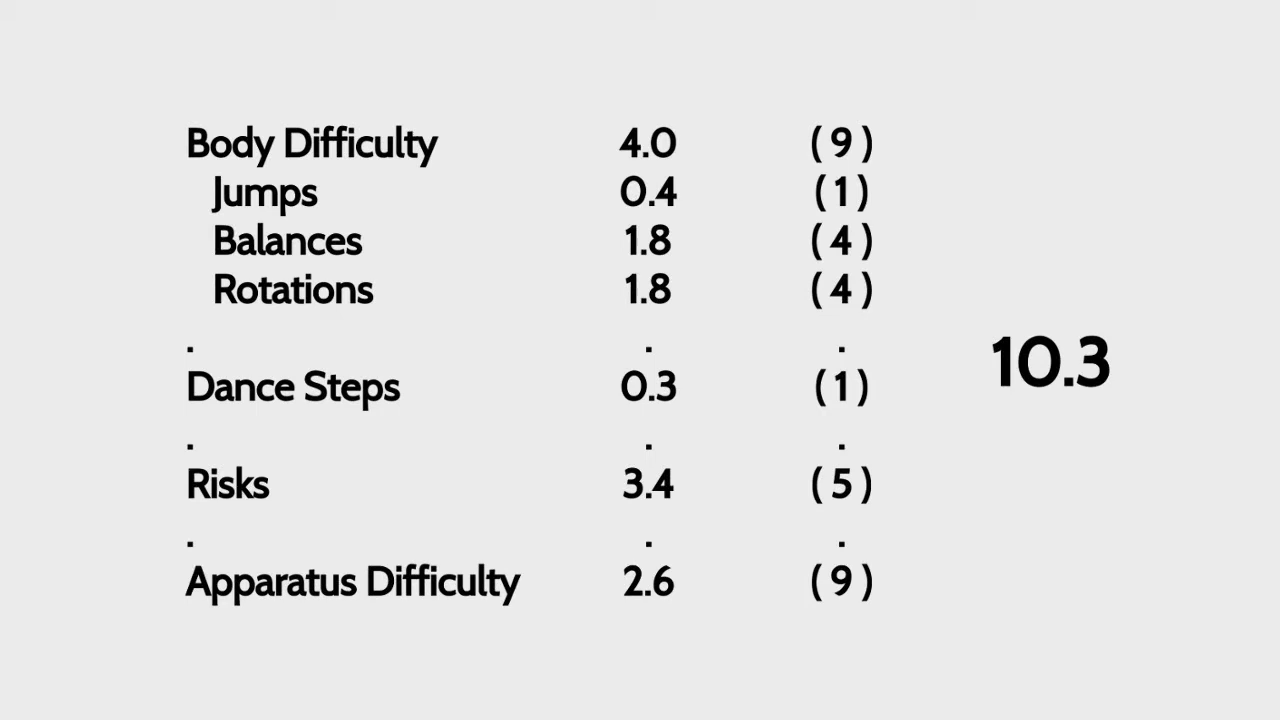 Body Difficulty 4.0 ( 9 )
Jumps 0.4 ( 1 )
Balances 1.8 ( 4 )
Rotations 1.8 ( 4 )
. . .
Dance Steps 0.3 ( 1 )
10.3
. . .
Risks 3.4 ( 5 )
. . .
Apparatus Difficulty 2.6 ( 9 )